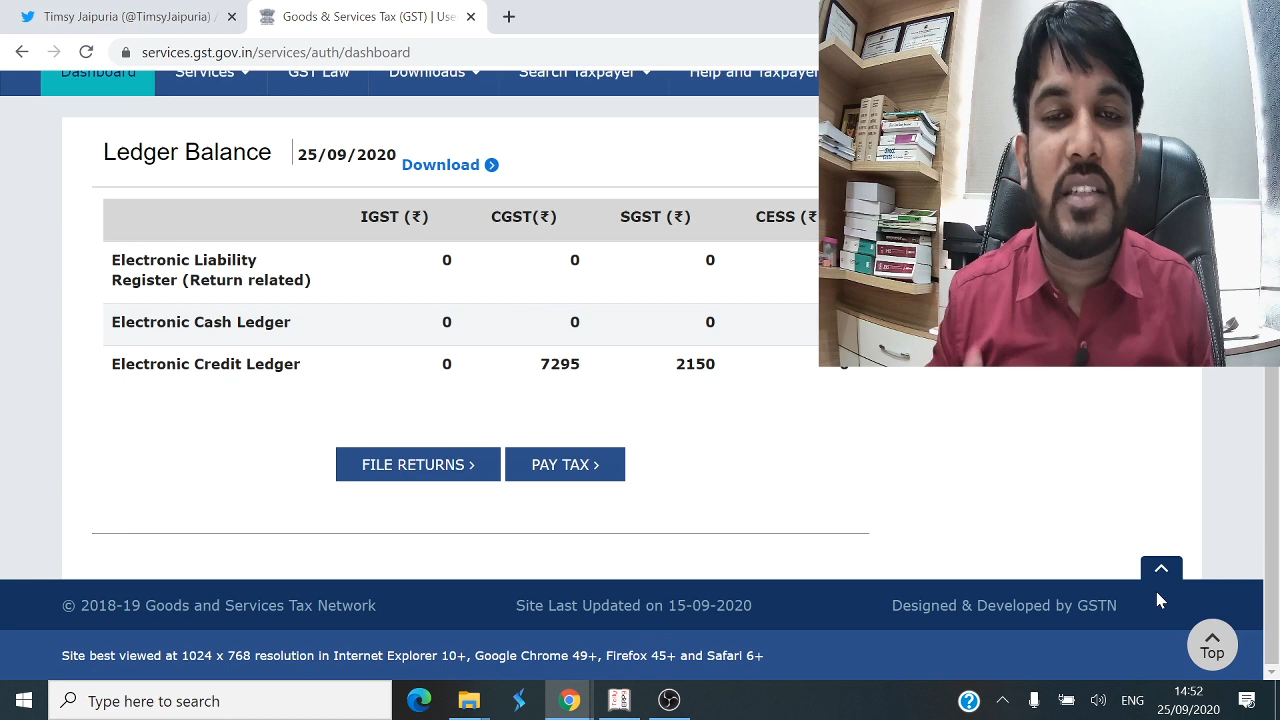 Timsy Jaipuria (@TimsyJaipuria) /
Goods & Services Tax (GST) | Use
services.gst.gov.in/services/auth/dashboard
Dashboard Services GST Law Downloads Search Taxpayer Help and Taxpayer
Ledger Balance 25/09/2020 Download
IGST (₹) CGST(₹) SGST (₹) CESS (₹
Electronic Liability
Register (Return related) 0 0 0
Electronic Cash Ledger 0 0 0
Electronic Credit Ledger 0 7295 2150
FILE RETURNS > PAY TAX >
© 2018-19 Goods and Services Tax Network Site Last Updated on 15-09-2020 Designed & Developed by GSTN
Top
Site best viewed at 1024 x 768 resolution in Internet Explorer 10+, Google Chrome 49+, Firefox 45+ and Safari 6+
Type here to search
ENG
14:52
25/09/2020